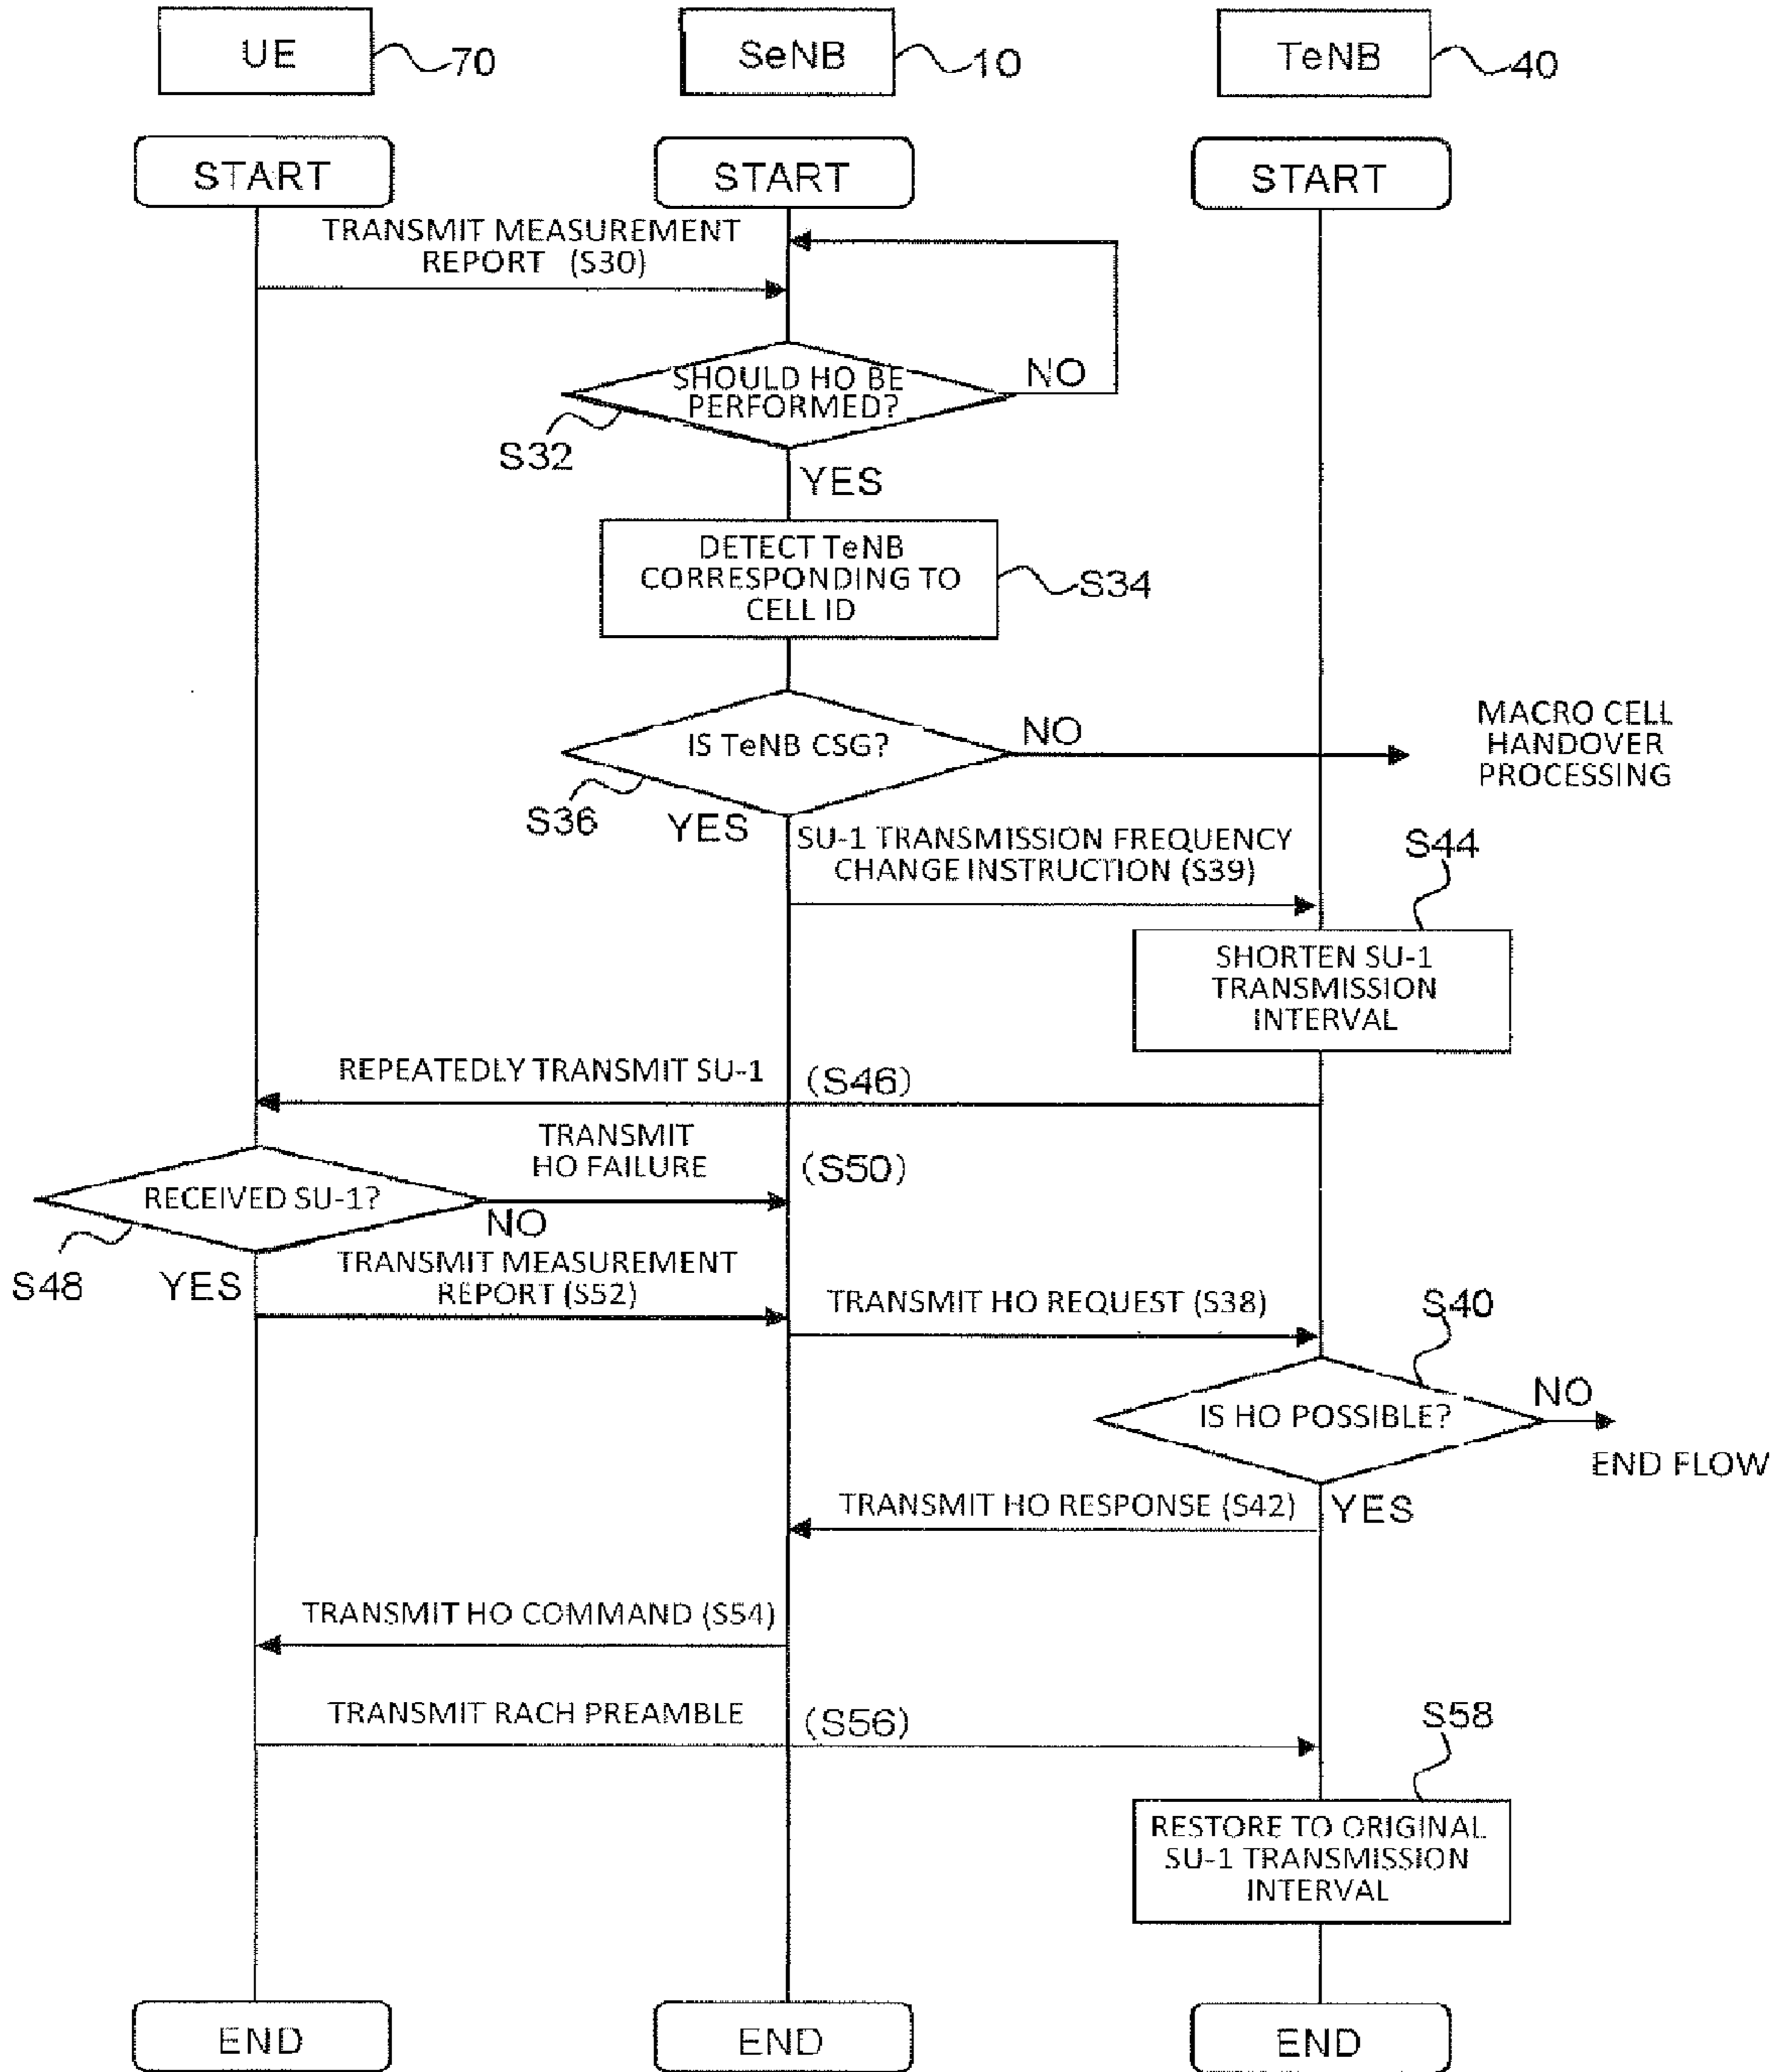 UE
70
SeNB
10
TeNB
40
START
START
START
TRANSMIT MEASUREMENT
REPORT (S30)
SHOULD HO BE
PERFORMED?
NO
S32
YES
DETECT TeNB
CORRESPONDING TO
CELL ID
S34
IS TeNB CSG?
NO
MACRO CELL
HANDOVER
PROCESSING
S36
YES
SU-1 TRANSMISSION FREQUENCY
CHANGE INSTRUCTION (S39)
S44
SHORTEN SU-1
TRANSMISSION
INTERVAL
REPEATEDLY TRANSMIT SU-1
(S46)
TRANSMIT
HO FAILURE
(S50)
RECEIVED SU-1?
NO
S48
YES
TRANSMIT MEASUREMENT
REPORT (S52)
TRANSMIT HO REQUEST (S38)
S40
IS HO POSSIBLE?
NO
END FLOW
TRANSMIT HO RESPONSE (S42)
YES
TRANSMIT HO COMMAND (S54)
TRANSMIT RACH PREAMBLE
(S56)
S58
RESTORE TO ORIGINAL
SU-1 TRANSMISSION
INTERVAL
END
END
END